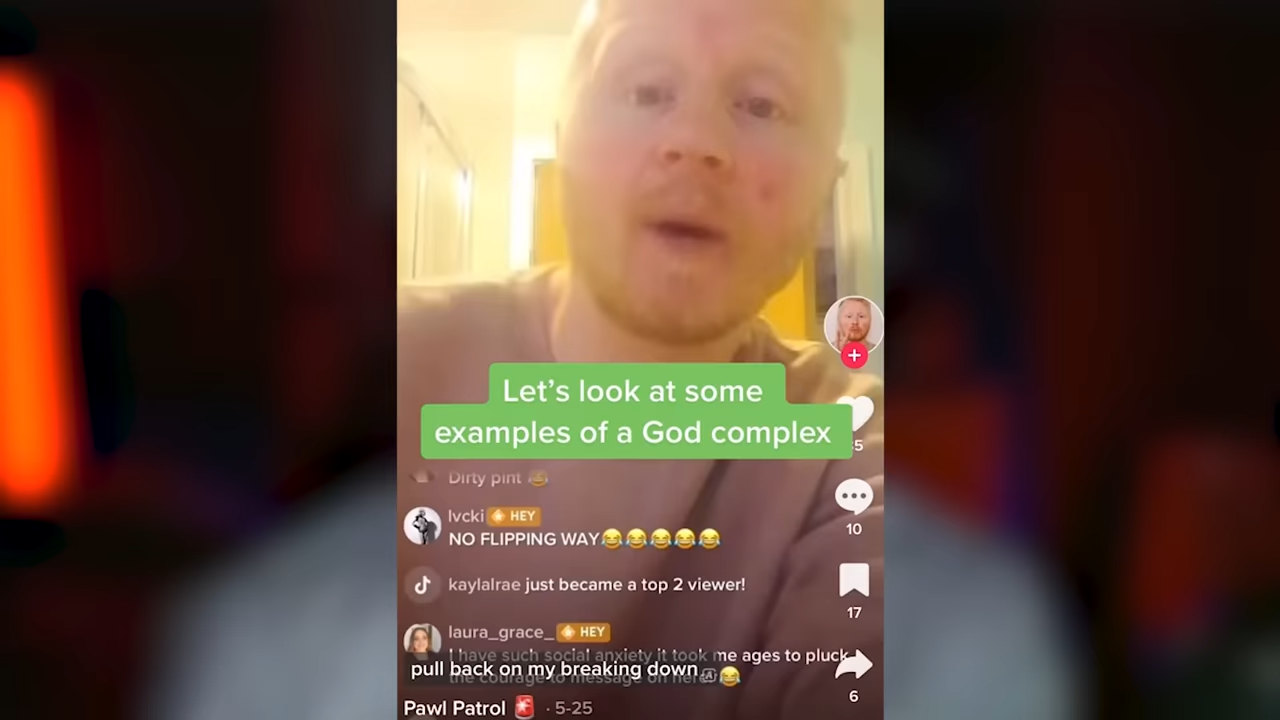 Let's look at some
examples of a God complex
35
Dirty pint 😂
lvcki HEY
NO FLIPPING WAY😂😂😂😂😂
10
kaylalrae just became a top 2 viewer!
17
laura_grace_ HEY
I have such social anxiety it took me ages to pluck
the courage to message on here! 😂
pull back on my breaking down
6
Pawl Patrol 🚨 · 5-25